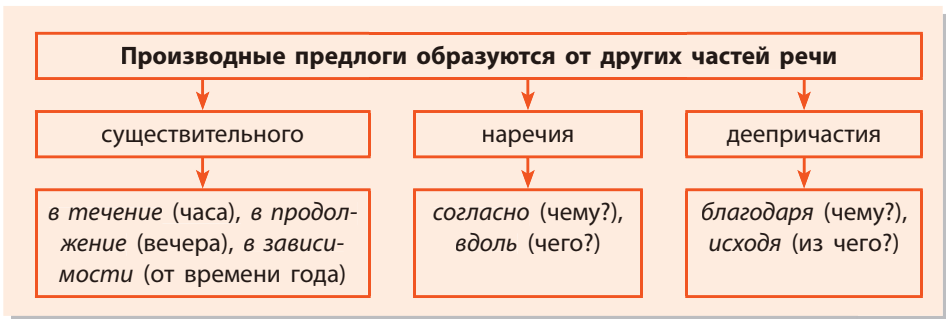 Производные предлоги образуются от других частей речи
существительного
наречия
деепричастия
в течение (часа), в продол-
жение (вечера), в зависи-
мости (от времени года)
согласно (чему?),
вдоль (чего?)
благодаря (чему?),
исходя (из чего?)